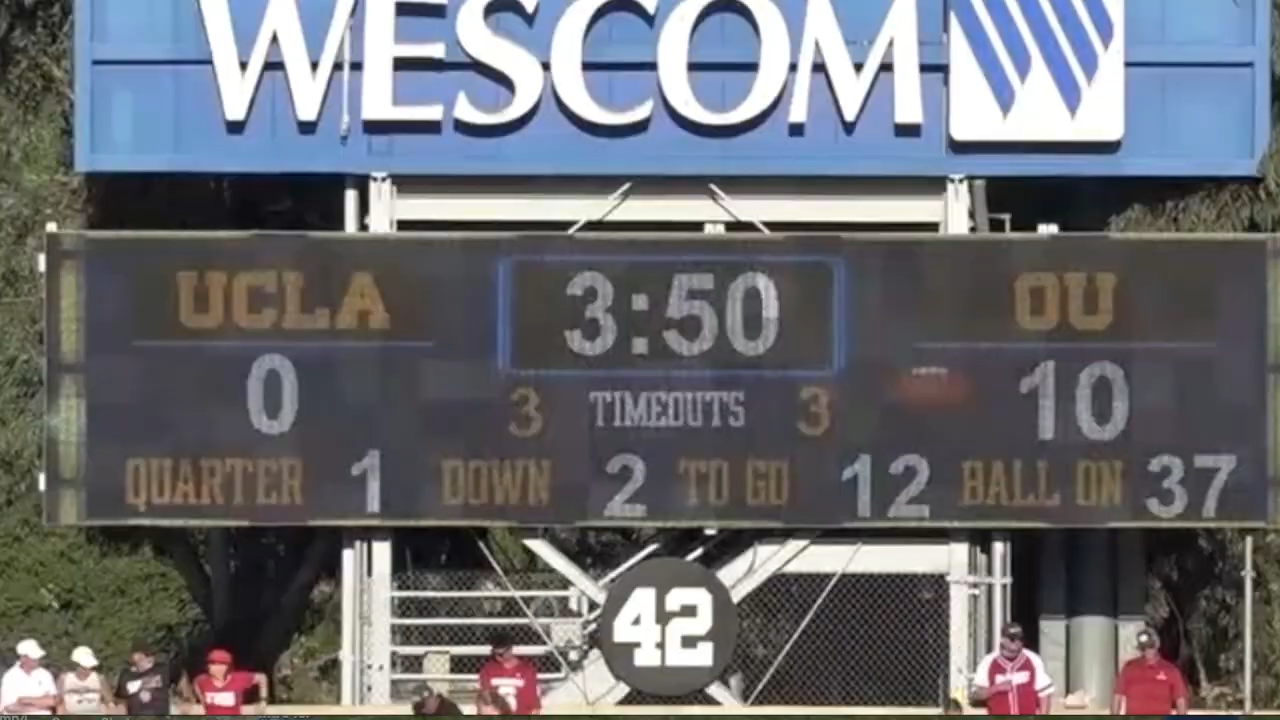 WESCOM
UCLA 3:50 OU
0 3 TIMEOUTS 3 10
QUARTER 1 DOWN 2 TO GO 12 BALL ON 37
42